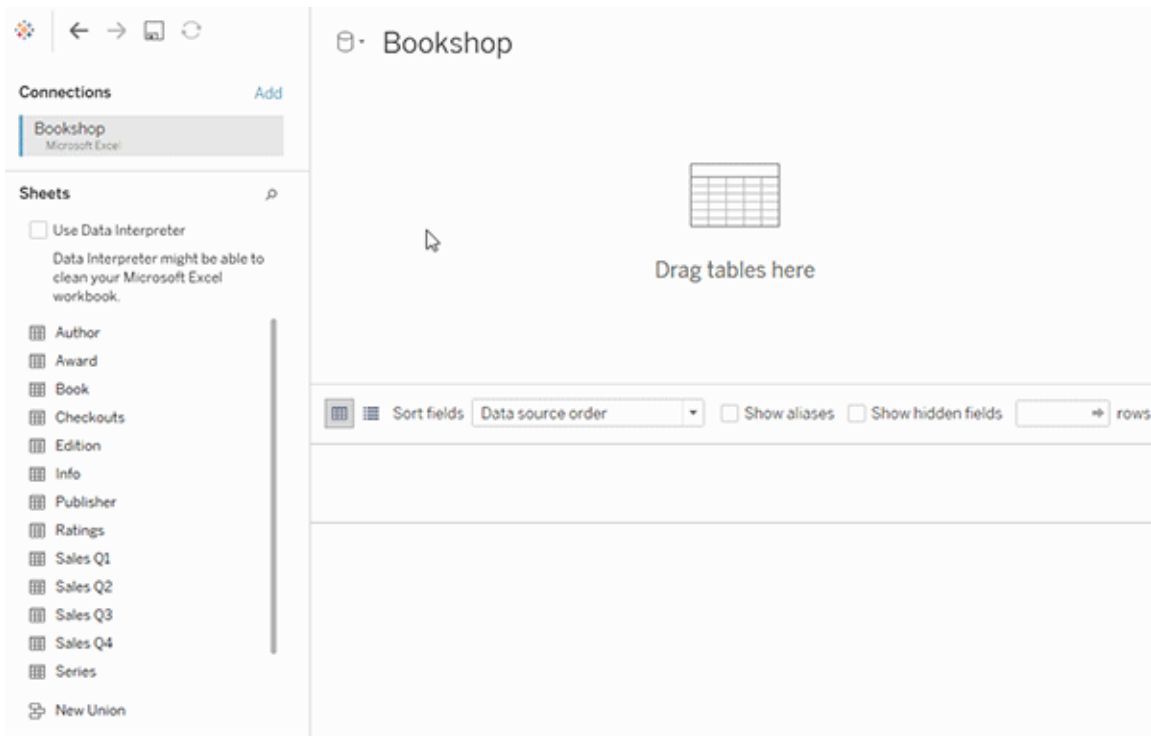 Bookshop
Connections Add
Bookshop
Microsoft Excel
Sheets
Use Data Interpreter
Data Interpreter might be able to
clean your Microsoft Excel
workbook.
Author
Award
Book
Checkouts
Edition
Info
Publisher
Ratings
Sales Q1
Sales Q2
Sales Q3
Sales Q4
Series
New Union
Drag tables here
Sort fields Data source order Show aliases Show hidden fields rows